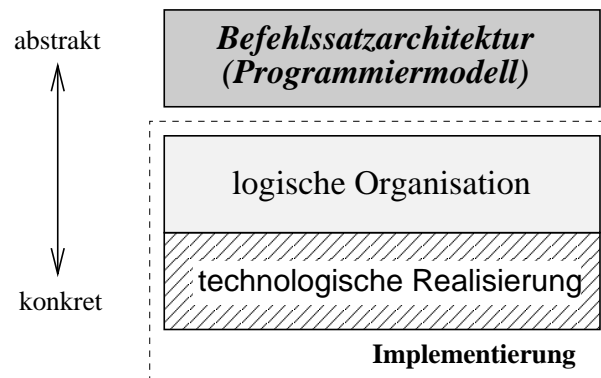 abstrakt
Befehlssatzarchitektur
(Programmiermodell)
logische Organisation
technologische Realisierung
konkret
Implementierung